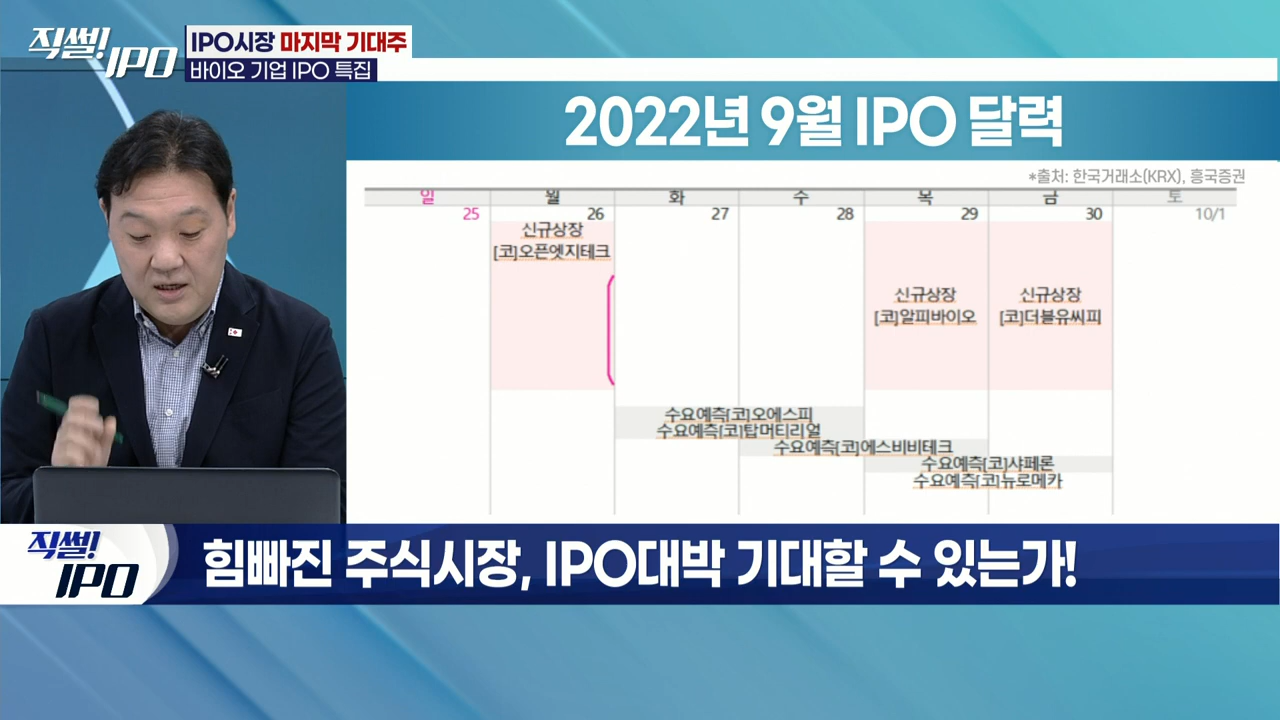 직썰!
IPO
IPO시장 마지막 기대주
바이오 기업 IPO 특집
2022년 9월 IPO 달력
*출처: 한국거래소(KRX), 흥국증권
일 월 화 수 목 금 토
25 26 27 28 29 30 10/1
신규상장
[코]오픈엣지테크
신규상장
[코]알피바이오
신규상장
[코]더블유씨피
수요예측[코]오에스피
수요예측[코]탑머티리얼
수요예측[코]에스비비테크
수요예측[코]샤페론
수요예측[코]뉴로메카
직썰!
IPO
힘빠진 주식시장, IPO대박 기대할 수 있는가!